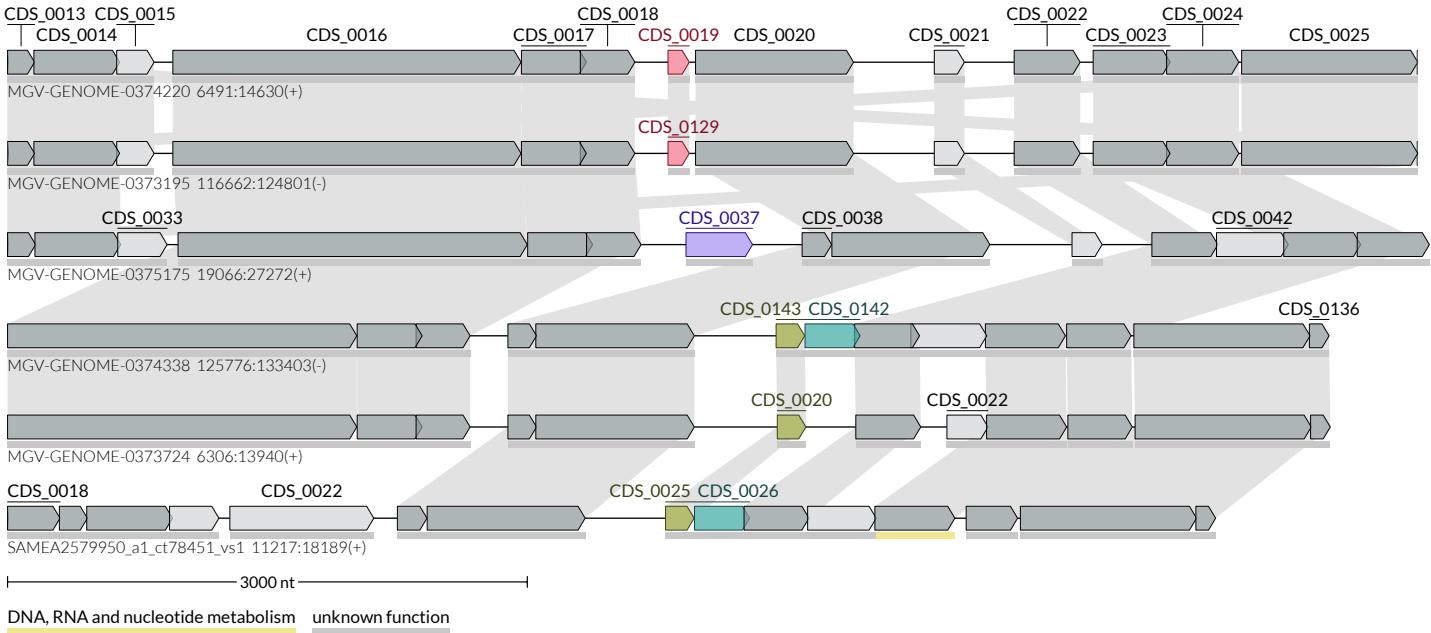 CDS_0013 CDS_0015 CDS_0018 CDS_0022 CDS_0024
CDS_0014 CDS_0016 CDS_0017 CDS_0019 CDS_0020 CDS_0021 CDS_0023 CDS_0025
MGV-GENOME-0374220 6491:14630(+)
CDS_0129
MGV-GENOME-0373195 116662:124801(-)
CDS_0033 CDS_0037 CDS_0038 CDS_0042
MGV-GENOME-0375175 19066:27272(+)
CDS_0143 CDS_0142 CDS_0136
MGV-GENOME-0374338 125776:133403(-)
CDS_0020 CDS_0022
MGV-GENOME-0373724 6306:13940(+)
CDS_0018 CDS_0022 CDS_0025 CDS_0026
SAMEA2579950_a1_ct78451_vs1 11217:18189(+)
3000 nt
DNA, RNA and nucleotide metabolism unknown function